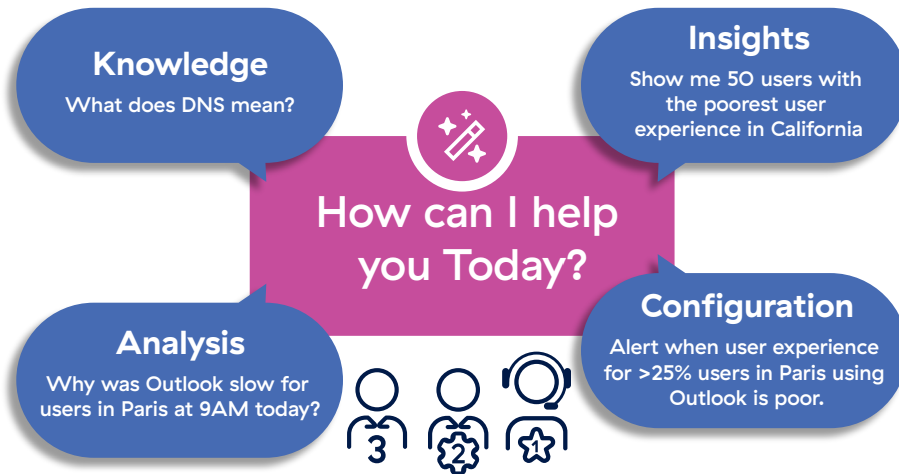 Knowledge
What does DNS mean?
Insights
Show me 50 users with
the poorest user
experience in California
How can I help
you Today?
Analysis
Why was Outlook slow for
users in Paris at 9AM today?
Configuration
Alert when user experience
for >25% users in Paris using
Outlook is poor.
3
2
1